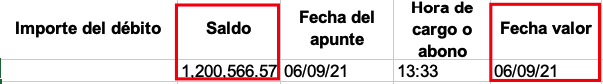 Importe del débito Saldo Fecha del apunte Hora de cargo o abono Fecha valor
1.200.566.57 06/09/21 13:33 06/09/21